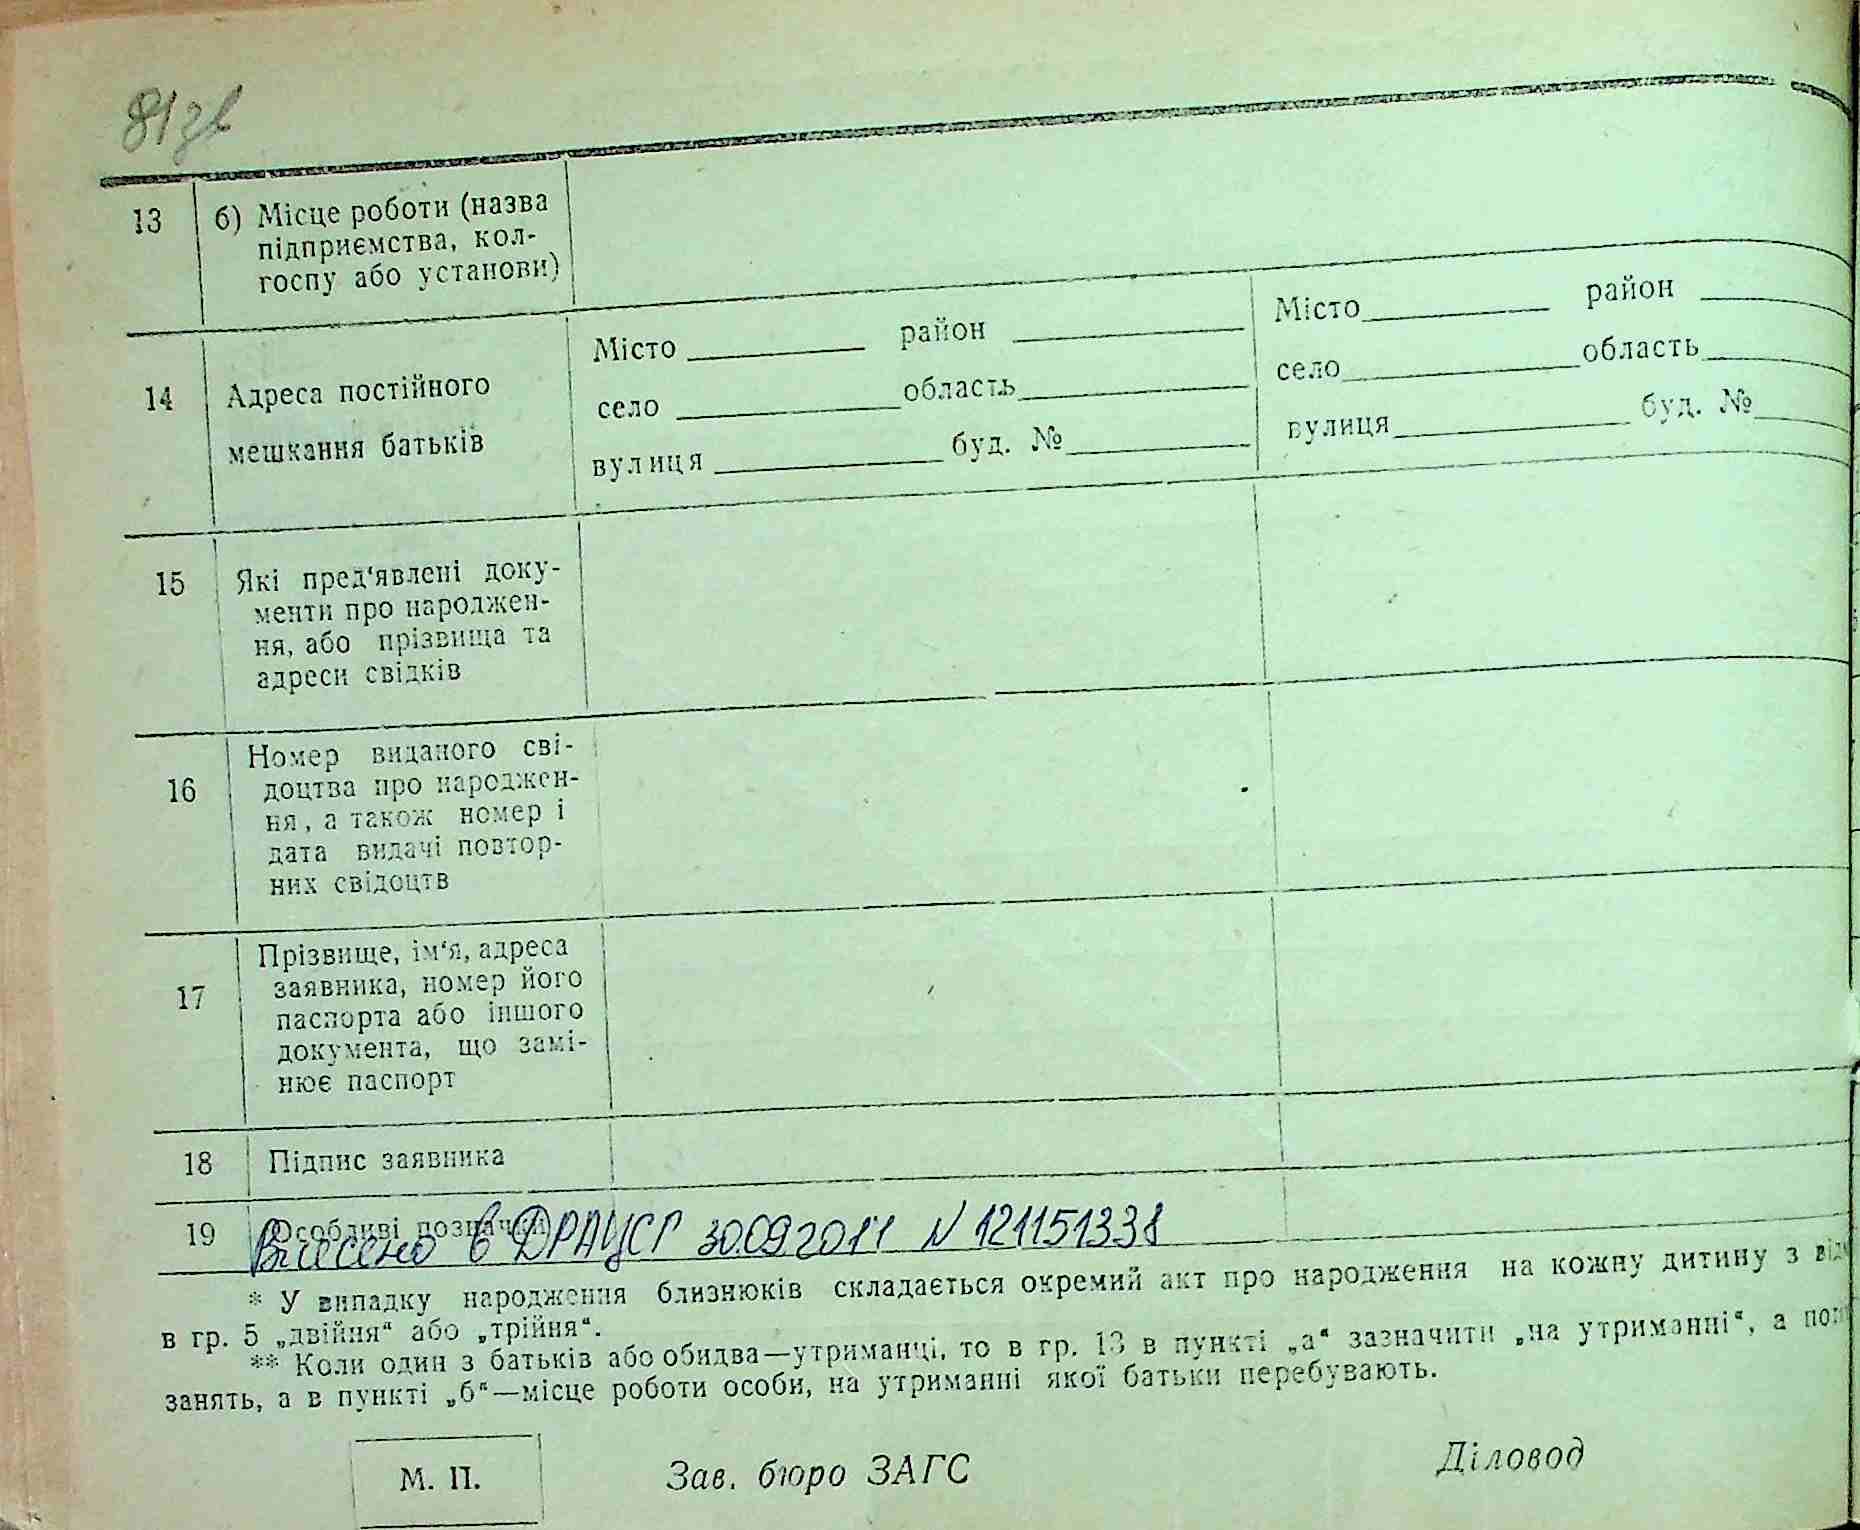 81зв
13 б) Місце роботи (назва
підприємства, кол-
госпу або установи)
14 Адреса постійного
мешкання батьків
Місто район
село область
вулиця буд. №
Місто район
село область
вулиця буд. №
15 Які пред‘явлені доку-
менти про народжен-
ня, або прізвища та
адреси свідків
16 Номер виданого сві-
доцтва про народжен-
ня, а також номер і
дата видачі повтор-
них свідоцтв
17 Прізвище, ім‘я, адреса
заявника, номер його
паспорта або іншого
документа, що замі-
нює паспорт
18 Підпис заявника
19 Особливі позначки
Внесено в ДРАЦСГ 30.09.2011 N 121151338
* У випадку народження близнюків складається окремий акт про народження на кожну дитину з
в гр. 5 „двійня“ або „трійня“.
** Коли один з батьків або обидва—утриманці, то в гр. 13 в пункті „а“ зазначити „на утриманні“, а
занять, а в пункті „б“—місце роботи особи, на утриманні якої батьки перебувають.
М. П. Зав. бюро ЗАГС Діловод